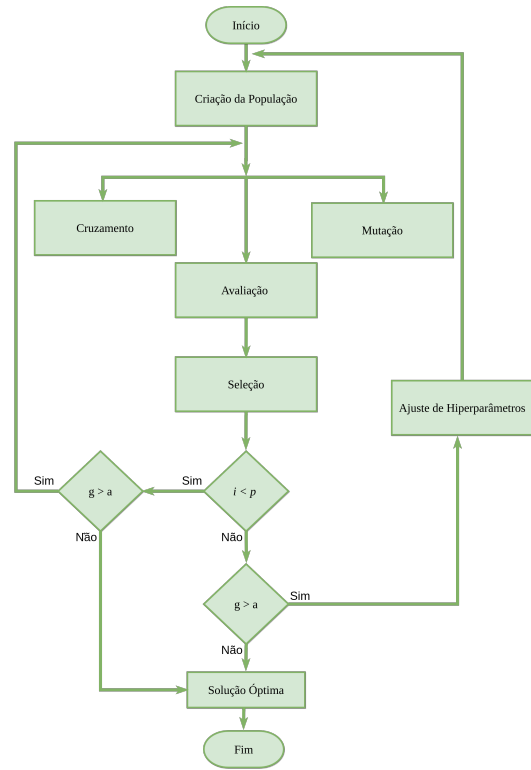 Início
Criação da População
Cruzamento
Mutação
Avaliação
Seleção
Ajuste de Hiperparâmetros
Sim
g > a
Sim
i < p
Não
Não
g > a
Sim
Não
Solução Óptima
Fim